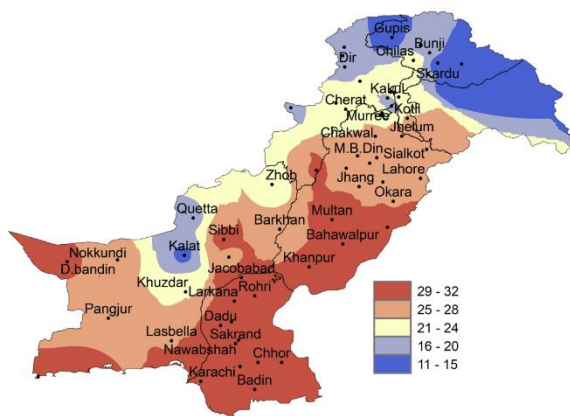 Gupis
Bunji
Chilas
Dir
Skardu
Kakul
Cherat
Kotli
Murree
Chakwal
Jhelum
M.B.Din
Sialkot
Zhob
Jhang
Lahore
Okara
Quetta
Multan
Barkhan
Sibbi
Bahawalpur
Kalat
Nokkundi
D.bandin
Jacobabad
Khanpur
Khuzdar
Rohri
Larkana
Pangjur
Dadu
Lasbella
Sakrand
Nawabshah
Chhor
Karachi
Badin
29 - 32
25 - 28
21 - 24
16 - 20
11 - 15